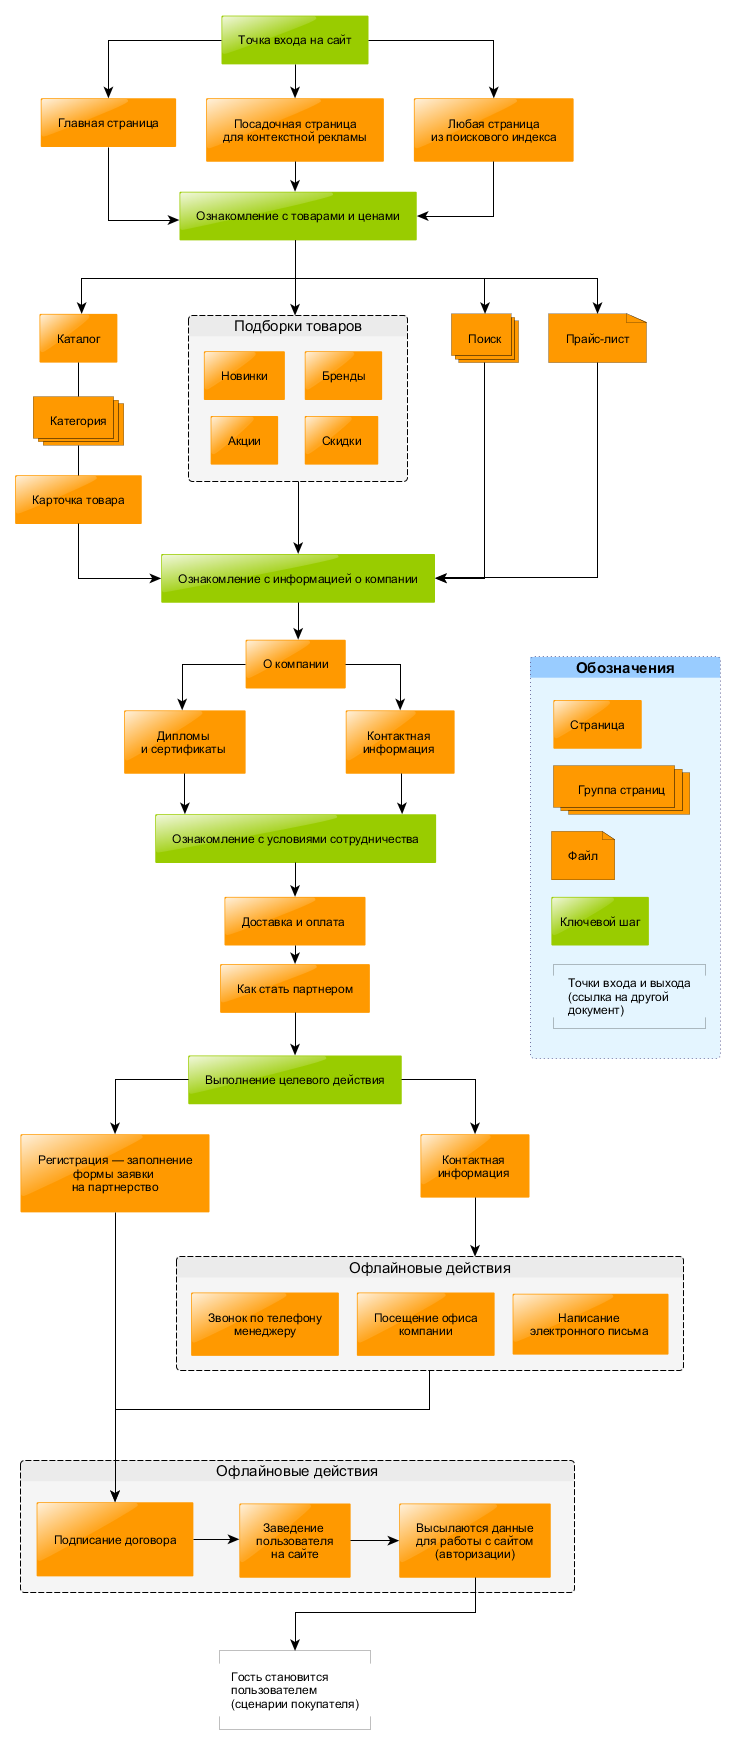 Точка входа на сайт
Главная страница
Посадочная страница
для контекстной рекламы
Любая страница
из поискового индекса
Ознакомление с товарами и ценами
Каталог
Подборки товаров
Поиск
Прайс-лист
Новинки
Бренды
Категория
Акции
Скидки
Карточка товара
Ознакомление с информацией о компании
О компании
Дипломы
и сертификаты
Контактная
информация
Ознакомление с условиями сотрудничества
Доставка и оплата
Как стать партнером
Обозначения
Страница
Группа страниц
Файл
Ключевой шаг
Точки входа и выхода
(ссылка на другой
документ)
Выполнение целевого действия
Регистрация — заполнение
формы заявки
на партнерство
Контактная
информация
Офлайновые действия
Звонок по телефону
менеджеру
Посещение офиса
компании
Написание
электронного письма
Офлайновые действия
Подписание договора
Заведение
пользователя
на сайте
Высылаются данные
для работы с сайтом
(авторизации)
Гость становится
пользователем
(сценарии покупателя)